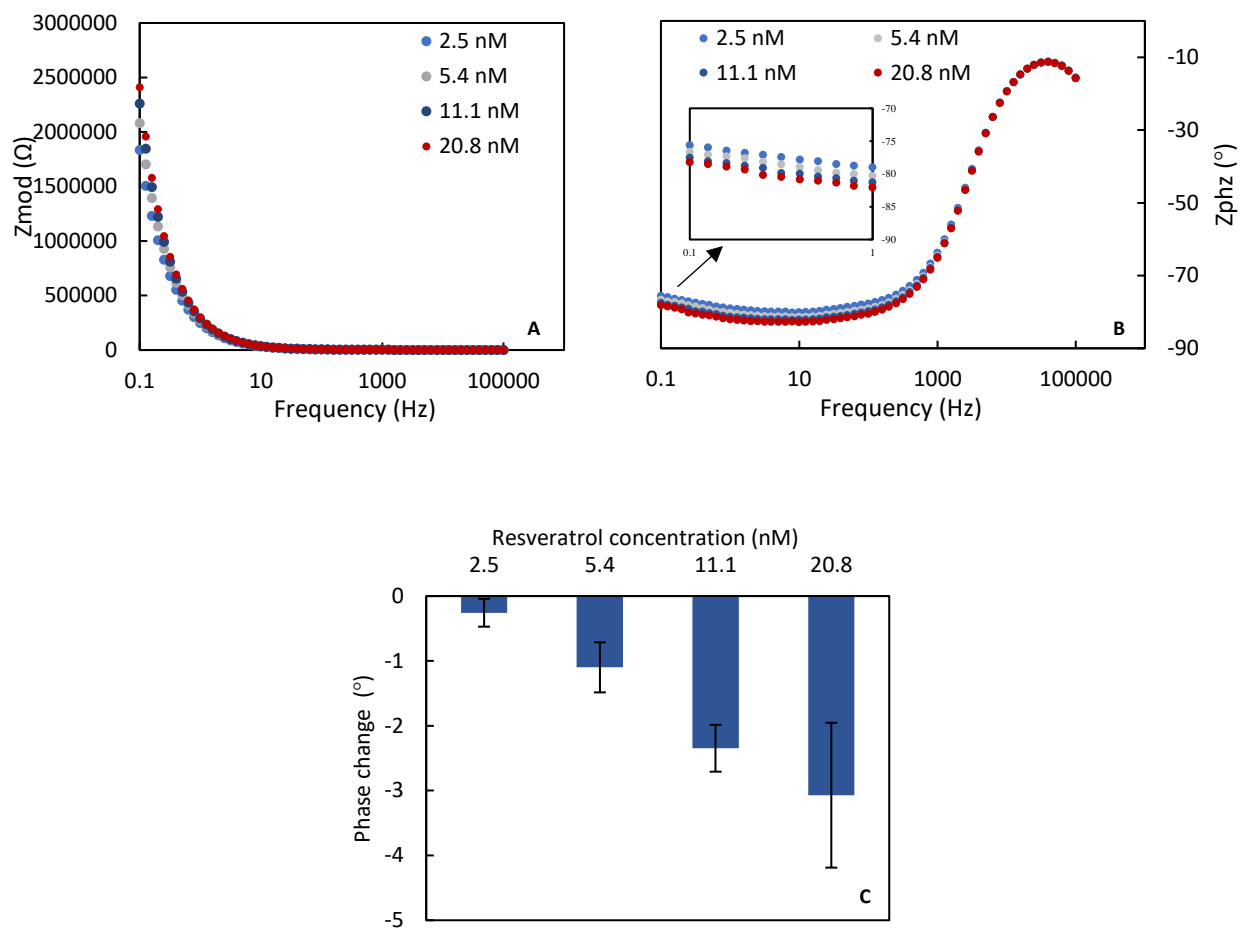 3000000
2500000
2000000
1500000
1000000
500000
0
Zmod (Ω)
2.5 nM
5.4 nM
11.1 nM
20.8 nM
A
0.1 10 1000 100000
Frequency (Hz)
2.5 nM 5.4 nM
11.1 nM 20.8 nM
-70
-75
-80
-85
-90
0.1 1
-10
-30
-50
-70
-90
Zphz (°)
B
0.1 10 1000 100000
Frequency (Hz)
Resveratrol concentration (nM)
2.5 5.4 11.1 20.8
0
-1
-2
-3
-4
-5
Phase change (°)
C